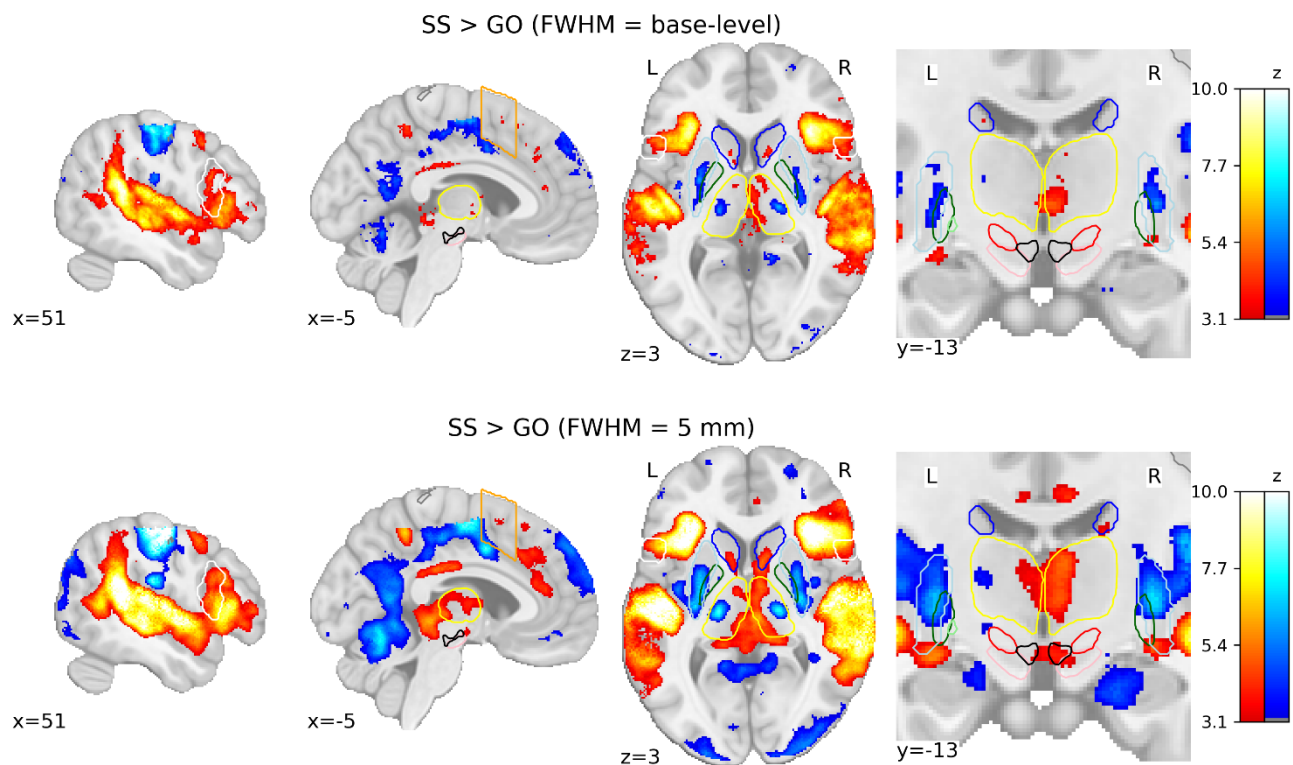 SS > GO (FWHM = base-level)
L R L R z
10.0
7.7
5.4
3.1
x=51 x=-5 z=3 y=-13
SS > GO (FWHM = 5 mm)
L R L R z
10.0
7.7
5.4
3.1
x=51 x=-5 z=3 y=-13